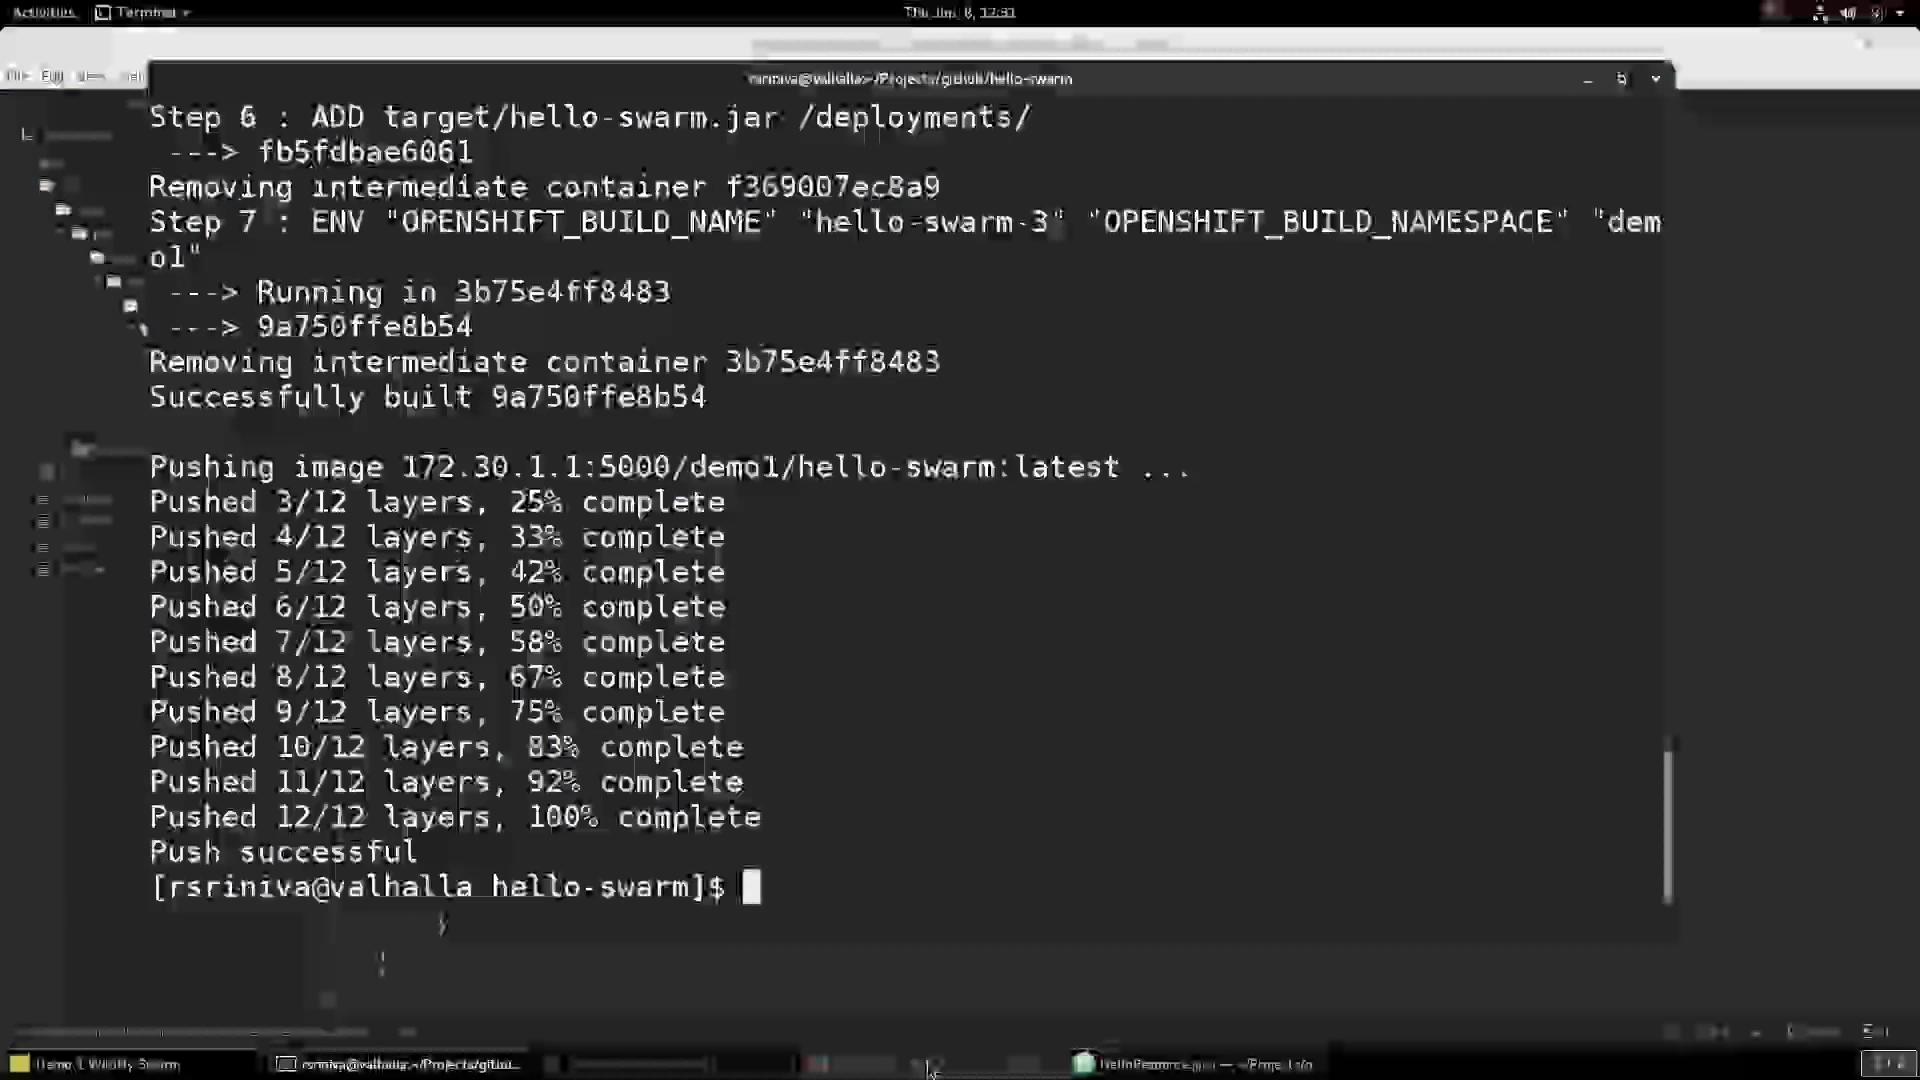 Activities Terminal
rsriniva@valhalla:~/Projects/github/hello-swarm
File Edit View
Step 6 : ADD target/hello-swarm.jar /deployments/
---> fb5fdbae6061
Removing intermediate container f369007ec8a9
Step 7 : ENV "OPENSHIFT_BUILD_NAME" "hello-swarm-3" "OPENSHIFT_BUILD_NAMESPACE" "dem
o1"
---> Running in 3b75e4ff8483
---> 9a750ffe8b54
Removing intermediate container 3b75e4ff8483
Successfully built 9a750ffe8b54
Pushing image 172.30.1.1:5000/demo1/hello-swarm:latest ...
Pushed 3/12 layers, 25% complete
Pushed 4/12 layers, 33% complete
Pushed 5/12 layers, 42% complete
Pushed 6/12 layers, 50% complete
Pushed 7/12 layers, 58% complete
Pushed 8/12 layers, 67% complete
Pushed 9/12 layers, 75% complete
Pushed 10/12 layers, 83% complete
Pushed 11/12 layers, 92% complete
Pushed 12/12 layers, 100% complete
Push successful
[rsriniva@valhalla hello-swarm]$
}
rsriniva@valhalla:~/Projects/githu...